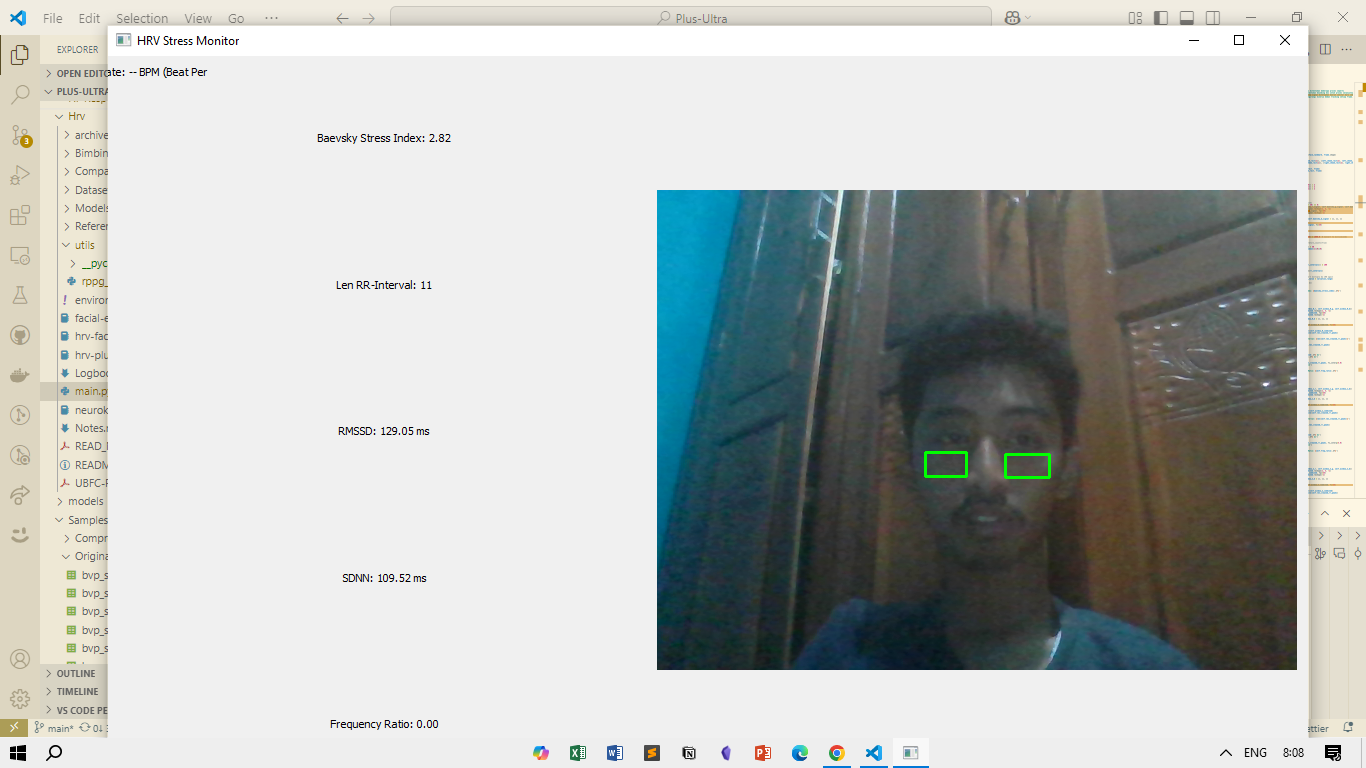 File Edit Selection View Go ··· Plus-Ultra
HRV Stress Monitor
EXPLORER
OPEN EDITO
PLUS-ULTRA
ate: -- BPM (Beat Per
Hrv
archive
Bimbin
Compa
Datase
Models
Referen
utils
__pyc
rppg_
environ
facial-e
hrv-fac
hrv-plu
Logboo
main.p
neurok
Notes.r
READ_
README
UBFC-F
models
Samples
Compr
Origina
bvp_s
bvp_s
bvp_s
bvp_s
bvp_s
OUTLINE
TIMELINE
VS CODE PE
Baevsky Stress Index: 2.82
Len RR-Interval: 11
RMSSD: 129.05 ms
SDNN: 109.52 ms
Frequency Ratio: 0.00
3
main*
ettier
ENG 8:08